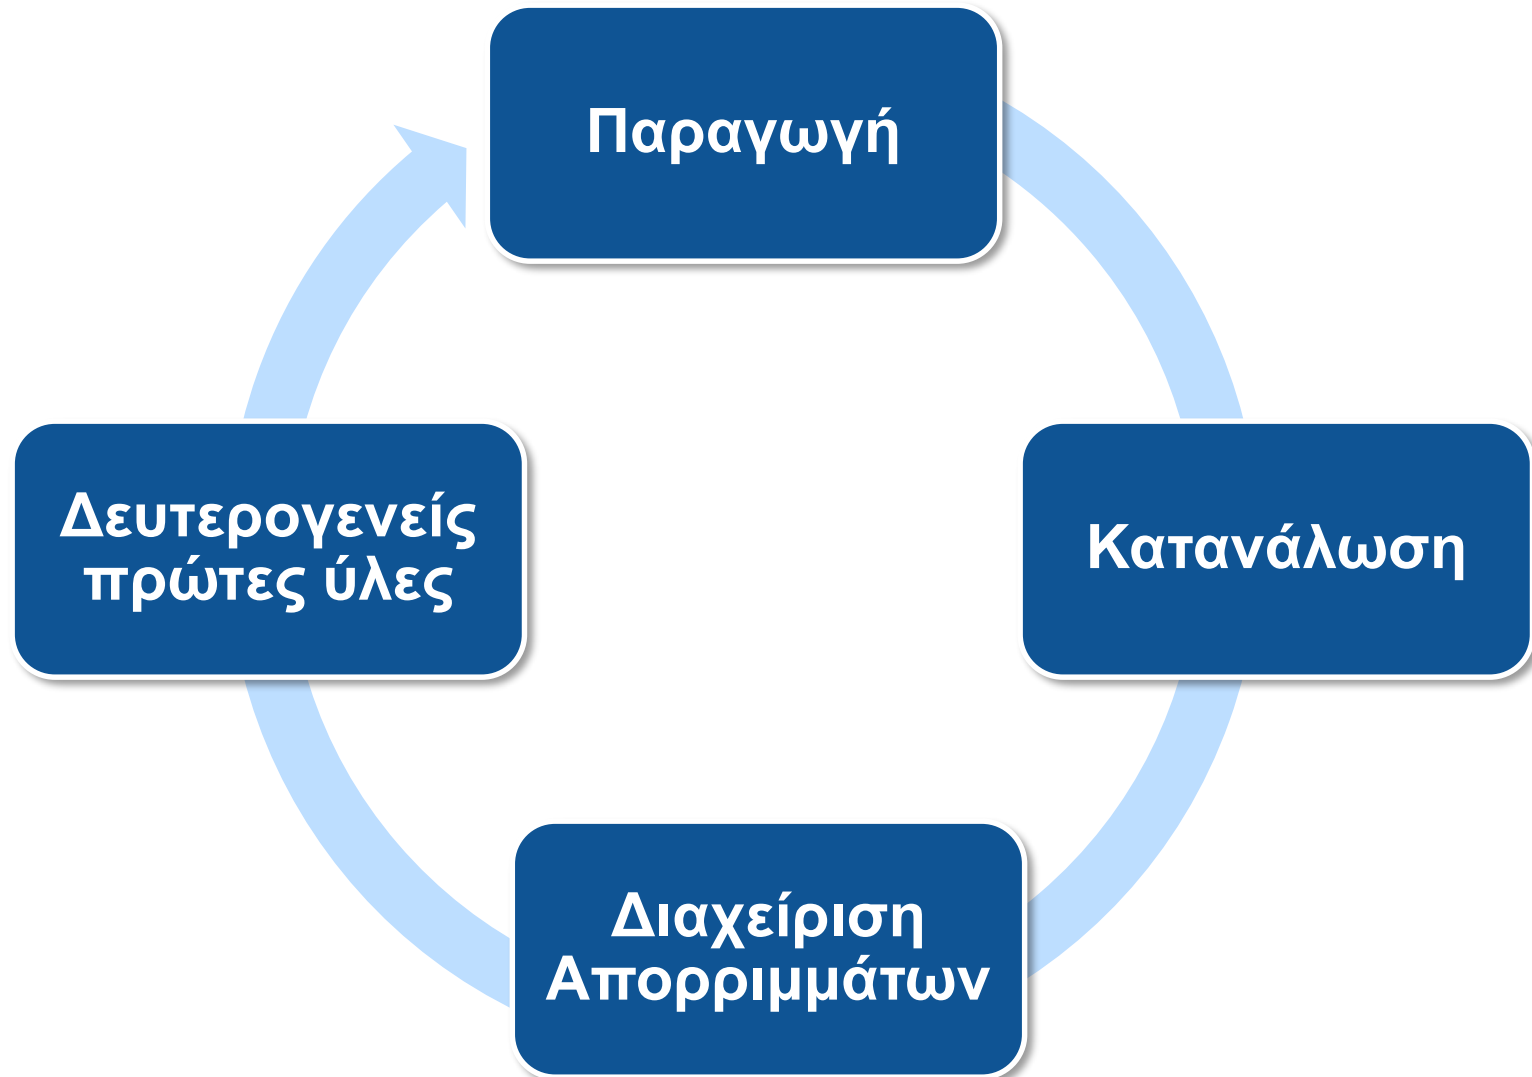 Παραγωγή
Κατανάλωση
Διαχείριση
Απορριμμάτων
Δευτερογενείς
πρώτες ύλες